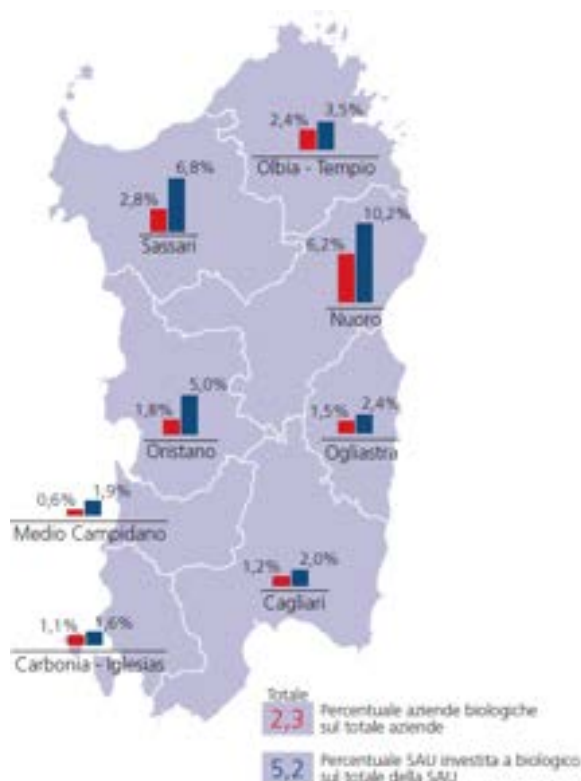 2,4% 3,5%
Olbia - Tempio
2,8% 6,8%
Sassari
6,2% 10,2%
Nuoro
1,8% 5,0%
Oristano
1,5% 2,4%
Ogliastra
0,6% 1,9%
Medio Campidano
1,2% 2,0%
Cagliari
1,1% 1,6%
Carbonia - Iglesias
Totale
2,3 Percentuale aziende biologiche
sul totale aziende
5,2 Percentuale SAU investita a biologico
sul totale della SAU